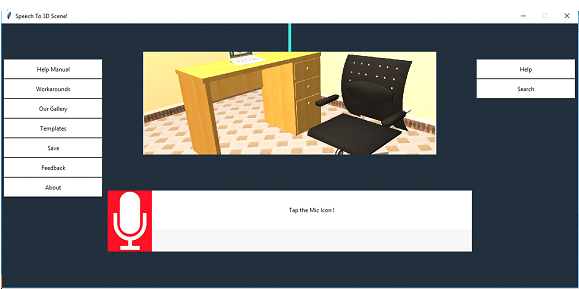 Speech To 3D Scene!
Help Manual
Workarounds
Our Gallery
Templates
Save
Feedback
About
Help
Search
Tap the Mic Icon !